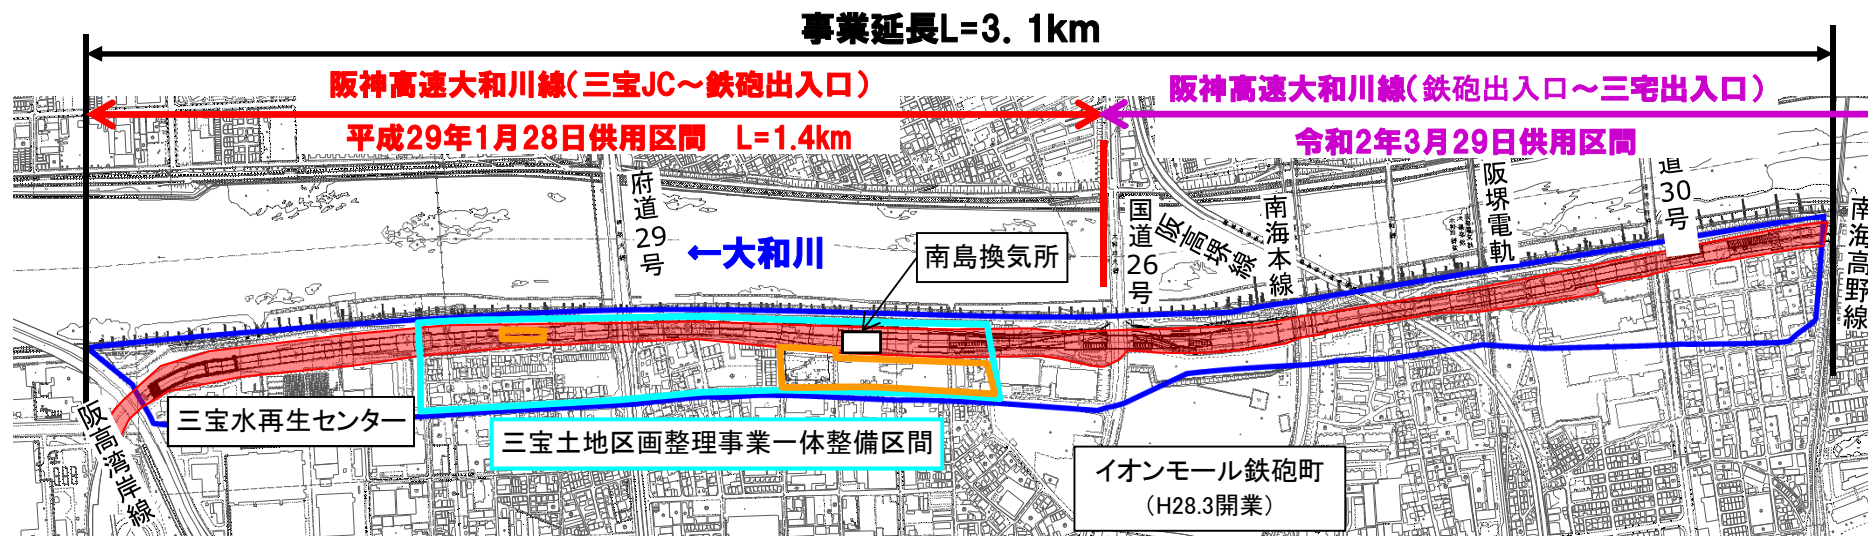 事業延長L=3.1km
阪神高速大和川線（三宝JC～鉄砲出入口）
阪神高速大和川線（鉄砲出入口～三宅出入口）
平成29年1月28日供用区間　L=1.4km
令和2年3月29日供用区間
府道29号
←大和川
南島換気所
国道26号
阪高堺線
南海本線
阪堺電軌
道30号
南海高野線
阪高湾岸線
三宝水再生センター
三宝土地区画整理事業一体整備区間
イオンモール鉄砲町
（H28.3開業）